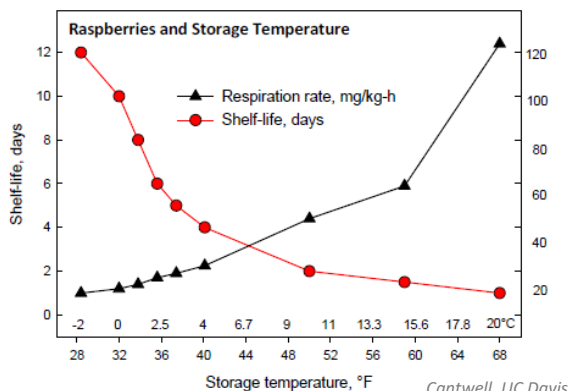 Raspberries and Storage Temperature
Respiration rate, mg/kg-h
Shelf-life, days
Shelf-life, days
12
10
8
6
4
2
0
120
100
80
60
40
20
-2 0 2.5 4 6.7 9 11 13.3 15.6 17.8 20°C
28 32 36 40 44 48 52 56 60 64 68
Storage temperature, °F
Cantwell, UC Davis